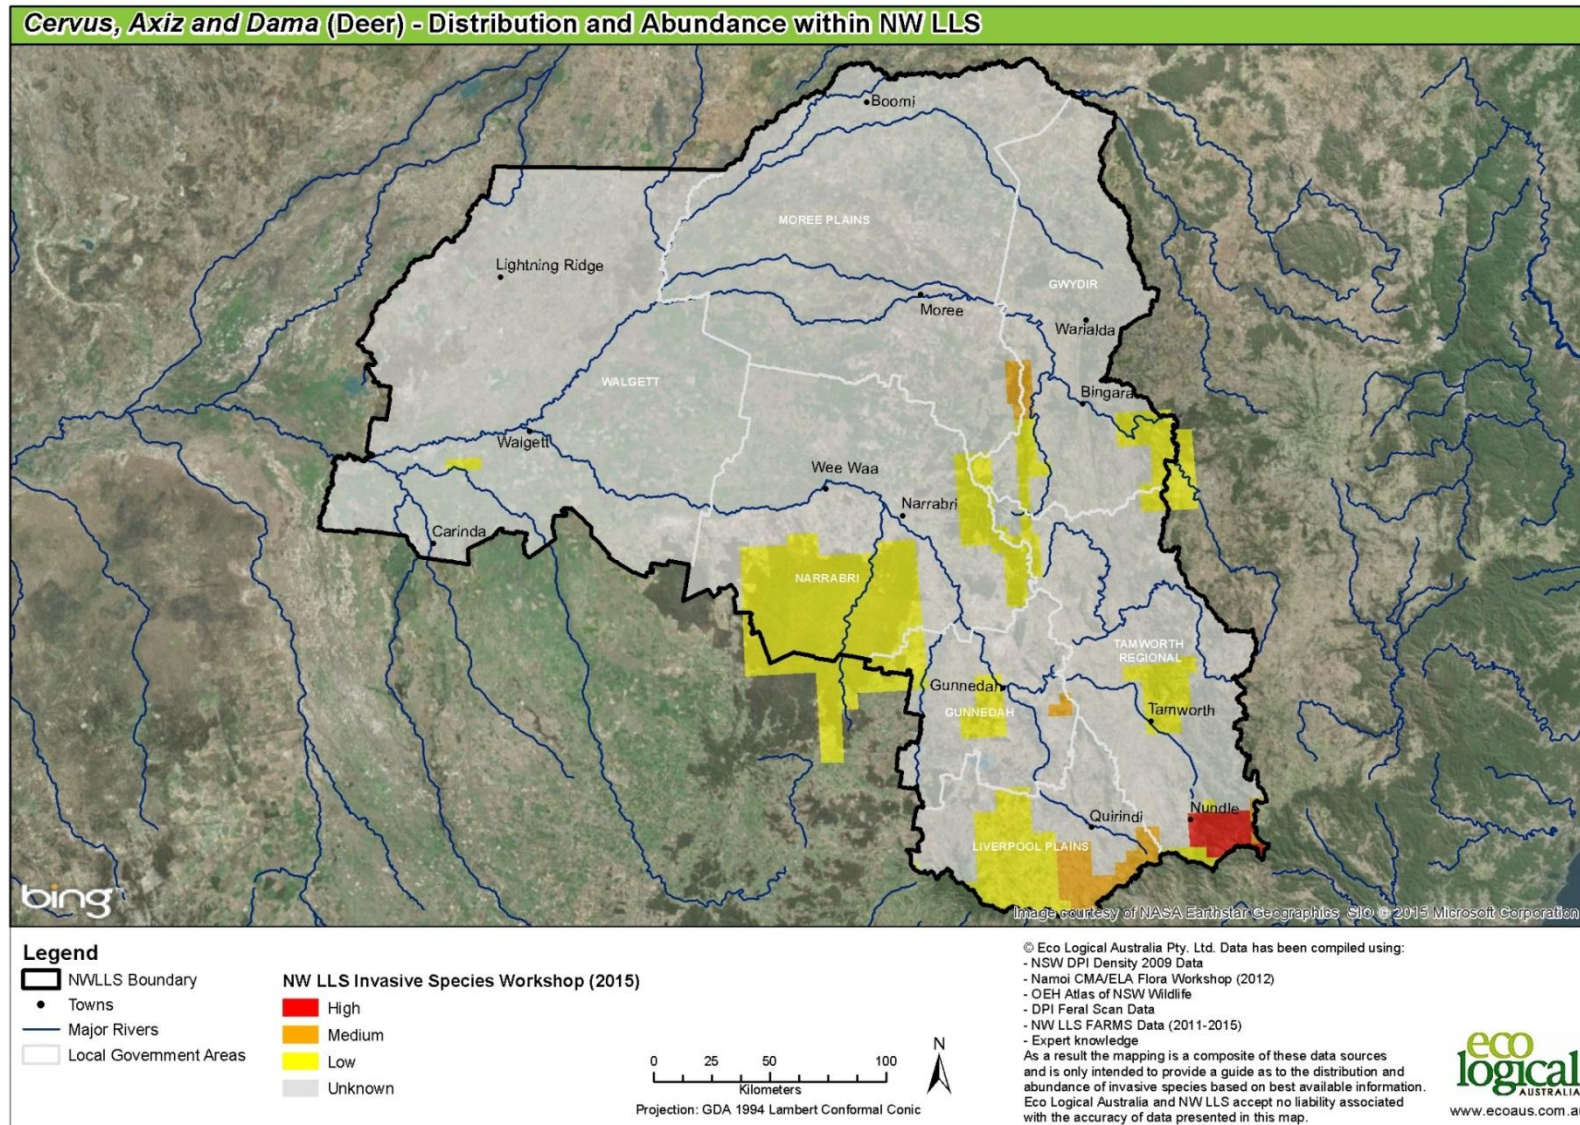 Cervus, Axiz and Dama (Deer) - Distribution and Abundance within NW LLS
Boomi
MOREE PLAINS
Lightning Ridge
GWYDIR
Moree
Warialda
WALGETT
Bingara
Walgett
Wee Waa
Narrabri
Carinda
NARRABRI
TAMWORTH
REGIONAL
Gunnedah
GUNNEDAH
Tamworth
Nundle
Quirindi
LIVERPOOL PLAINS
bing
Image courtesy of NASA Earthstar Geographics SIO © 2015 Microsoft Corporation
Legend
NWLLS Boundary
Towns
Major Rivers
Local Government Areas
NW LLS Invasive Species Workshop (2015)
High
Medium
Low
Unknown
0 25 50 100
Kilometers
N
Projection: GDA 1994 Lambert Conformal Conic
© Eco Logical Australia Pty. Ltd. Data has been compiled using:
- NSW DPI Density 2009 Data
- Namoi CMA/ELA Flora Workshop (2012)
- OEH Atlas of NSW Wildlife
- DPI Feral Scan Data
- NW LLS FARMS Data (2011-2015)
- Expert knowledge
As a result the mapping is a composite of these data sources
and is only intended to provide a guide as to the distribution and
abundance of invasive species based on best available information.
Eco Logical Australia and NW LLS accept no liability associated
with the accuracy of data presented in this map.
eco
logical
AUSTRALIA
www.ecoaus.com.au